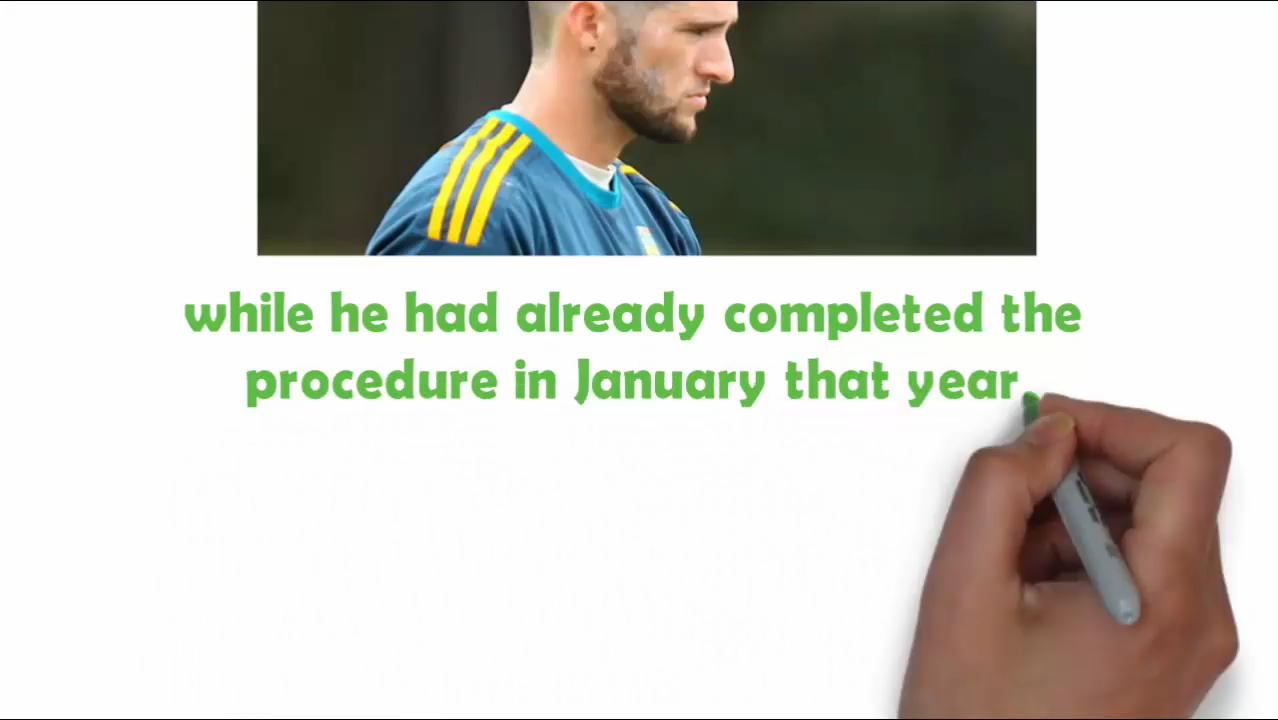 while he had already completed the
procedure in January that year.